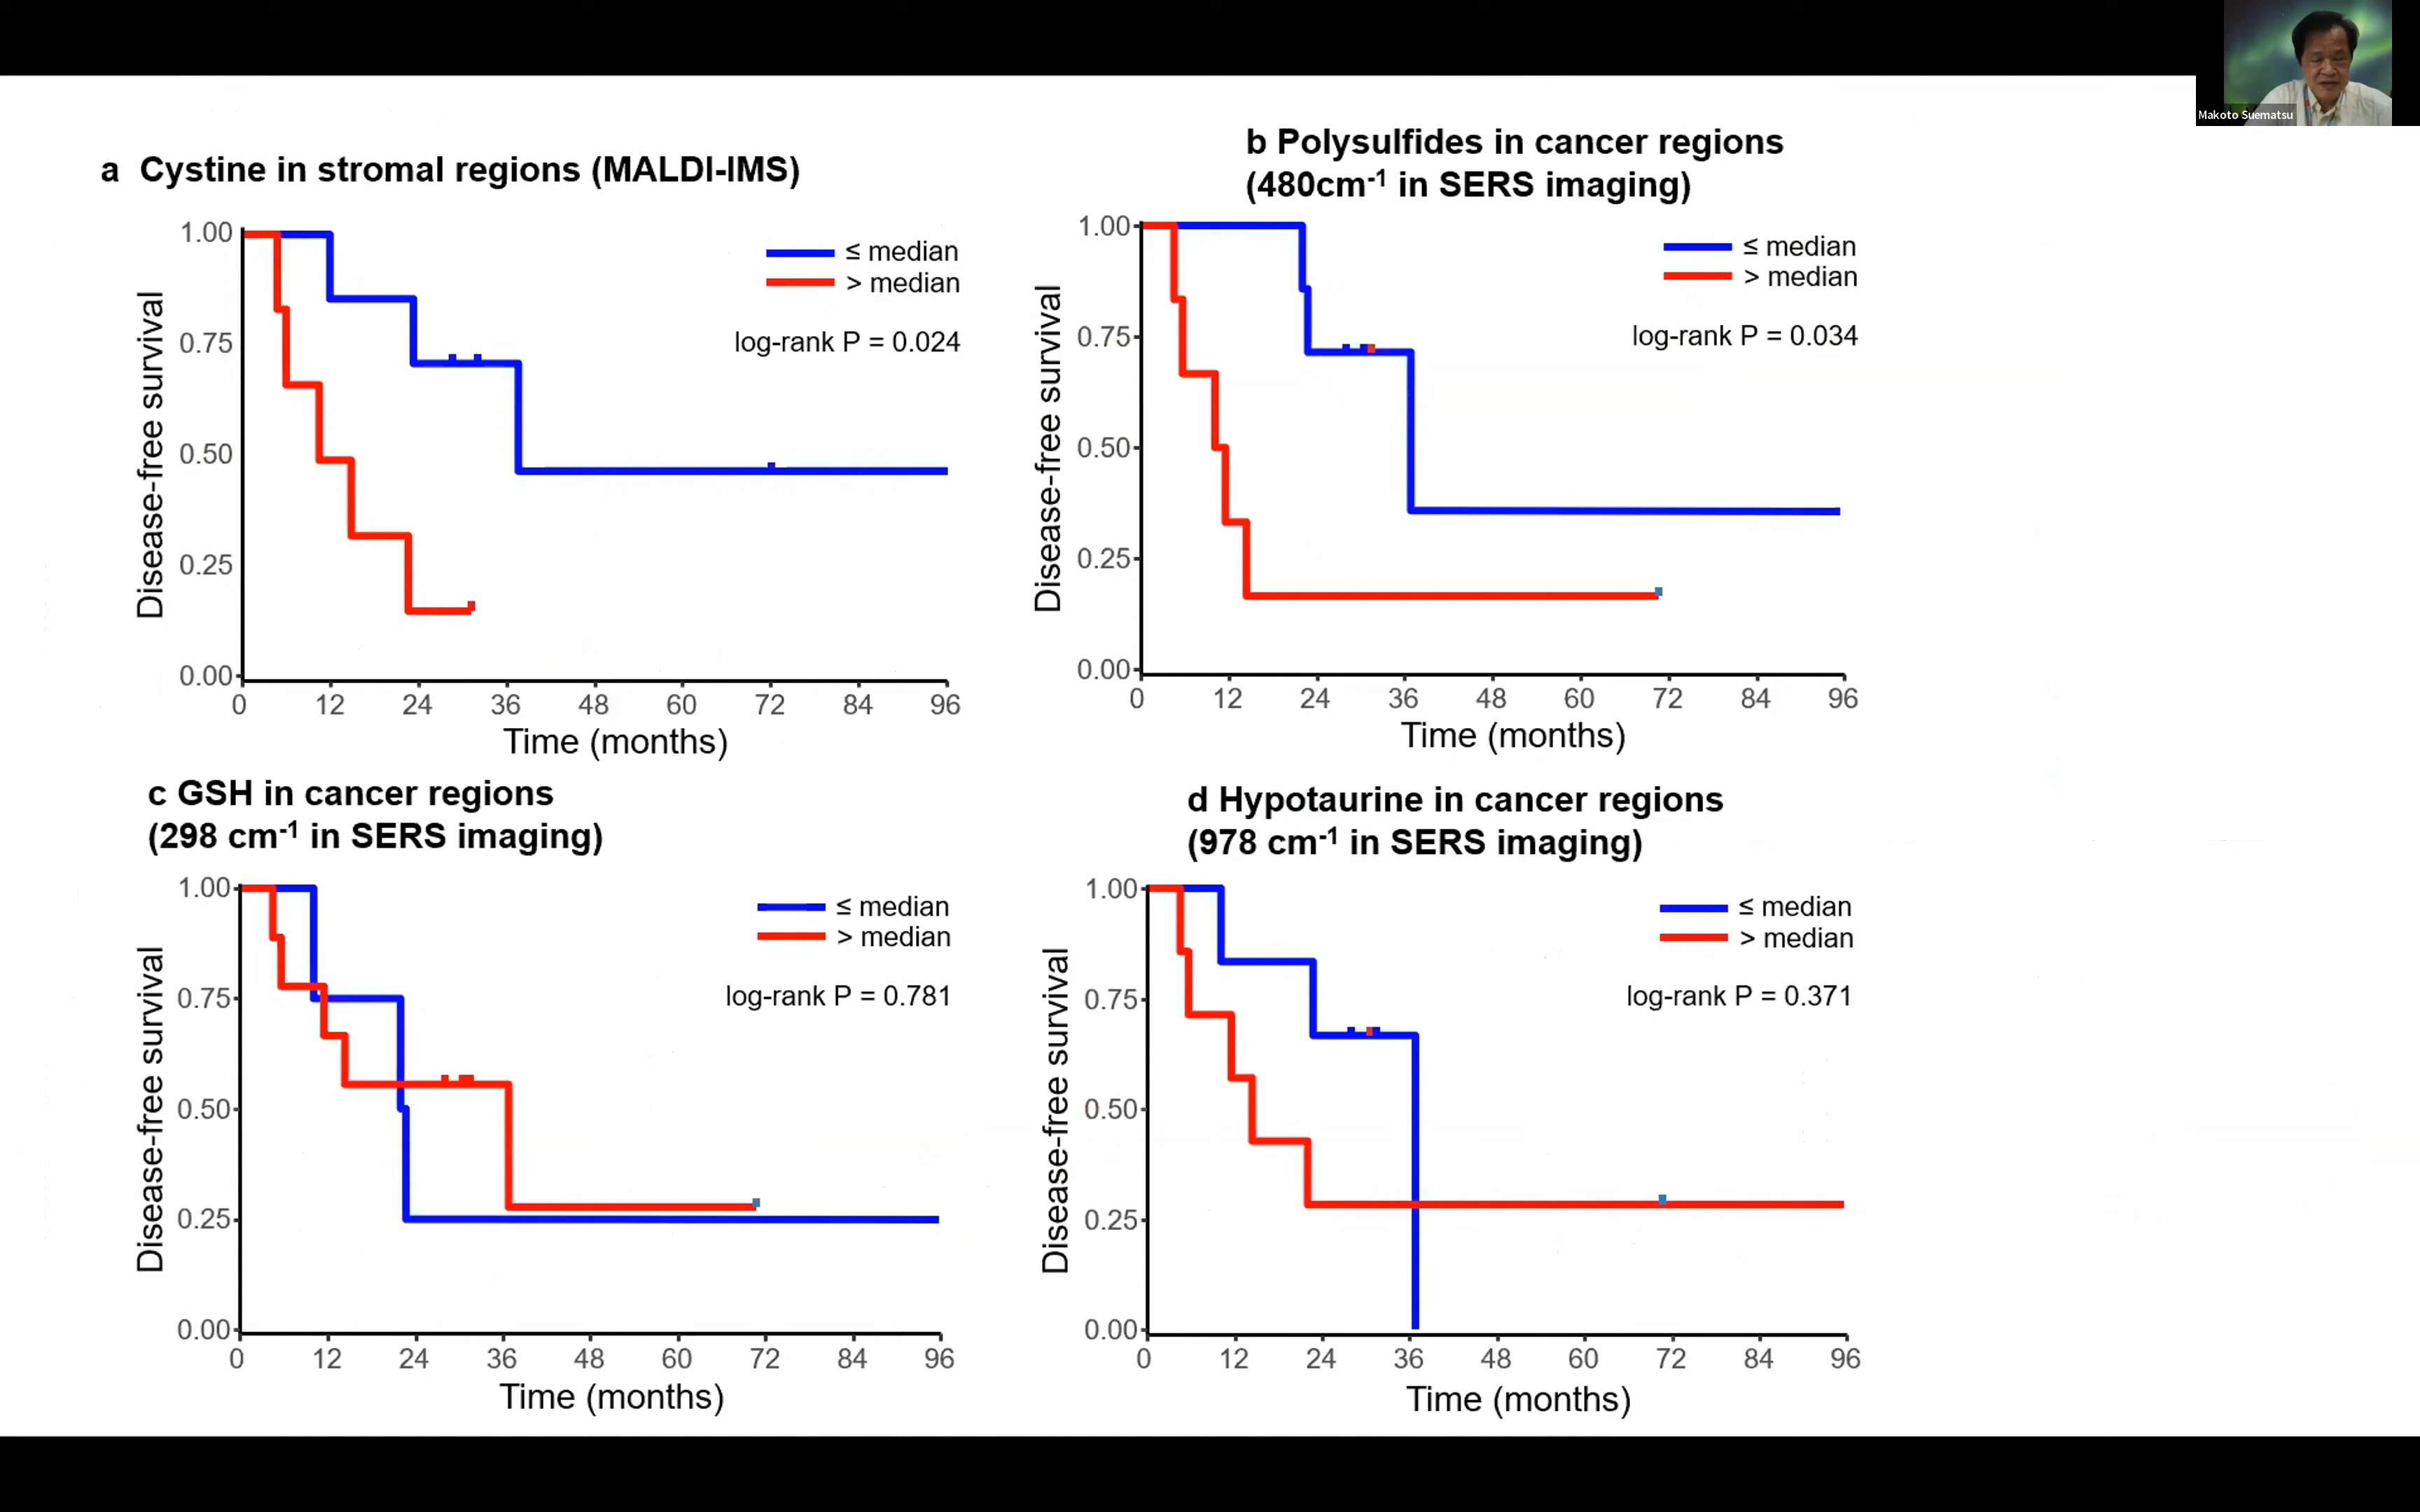 Makoto Suematsu
a Cystine in stromal regions (MALDI-IMS)
Disease-free survival
1.00
0.75
0.50
0.25
0.00
≤ median
> median
log-rank P = 0.024
0 12 24 36 48 60 72 84 96
Time (months)
b Polysulfides in cancer regions
(480cm-1 in SERS imaging)
Disease-free survival
1.00
0.75
0.50
0.25
0.00
≤ median
> median
log-rank P = 0.034
0 12 24 36 48 60 72 84 96
Time (months)
c GSH in cancer regions
(298 cm-1 in SERS imaging)
Disease-free survival
1.00
0.75
0.50
0.25
0.00
≤ median
> median
log-rank P = 0.781
0 12 24 36 48 60 72 84 96
Time (months)
d Hypotaurine in cancer regions
(978 cm-1 in SERS imaging)
Disease-free survival
1.00
0.75
0.50
0.25
0.00
≤ median
> median
log-rank P = 0.371
0 12 24 36 48 60 72 84 96
Time (months)